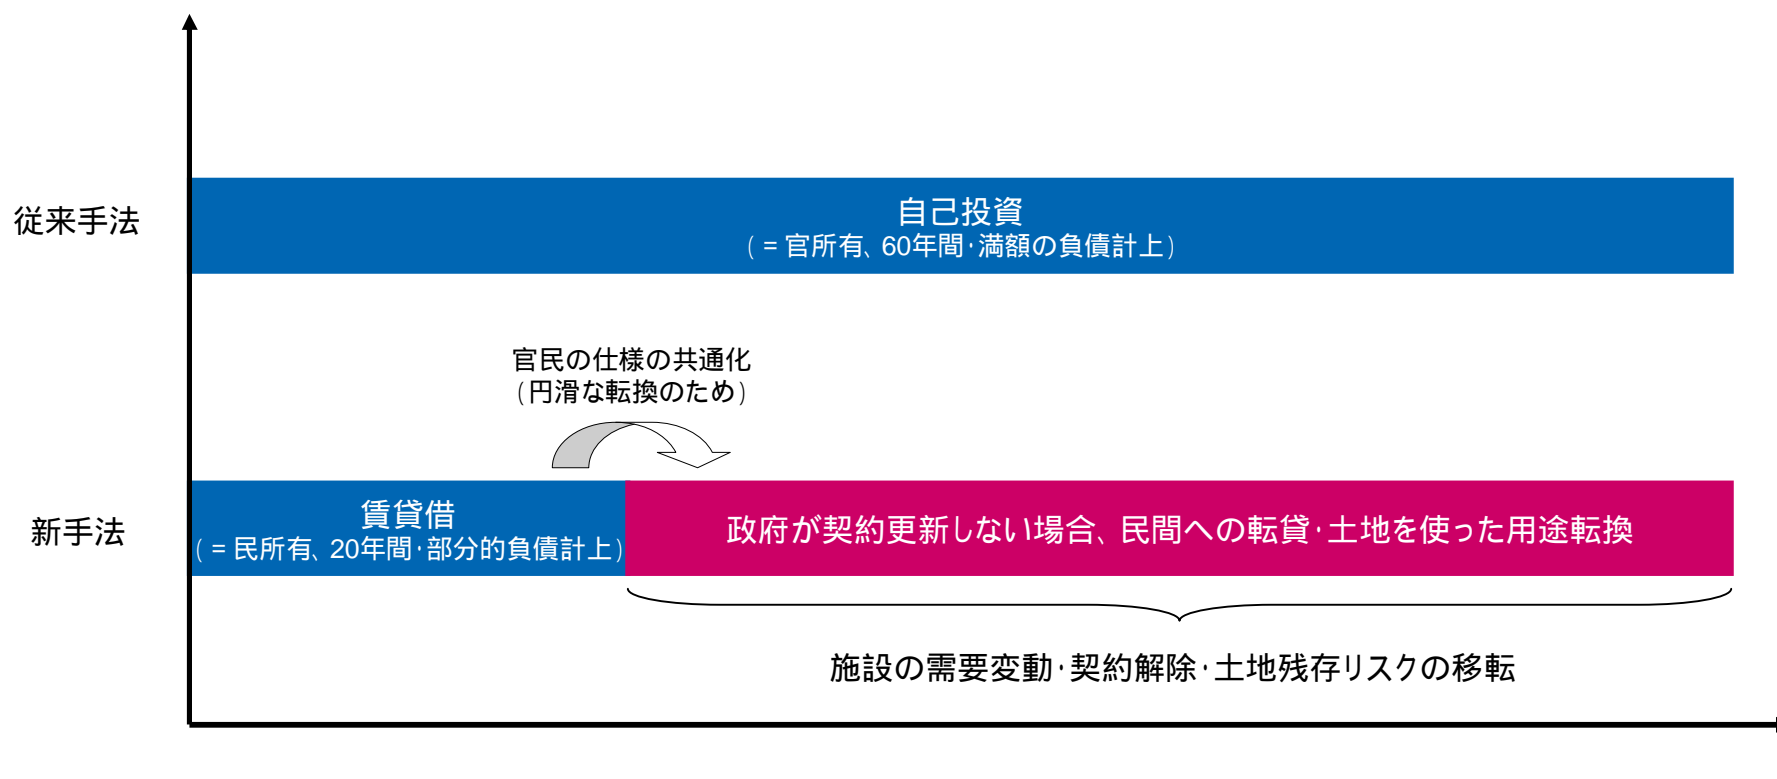 従来手法
自己投資
(=官所有、60年間・満額の負債計上)
官民の仕様の共通化
(円滑な転換のため)
新手法
賃貸借
(=民所有、20年間・部分的負債計上)
政府が契約更新しない場合、民間への転貸・土地を使った用途転換
施設の需要変動・契約解除・土地残存リスクの移転